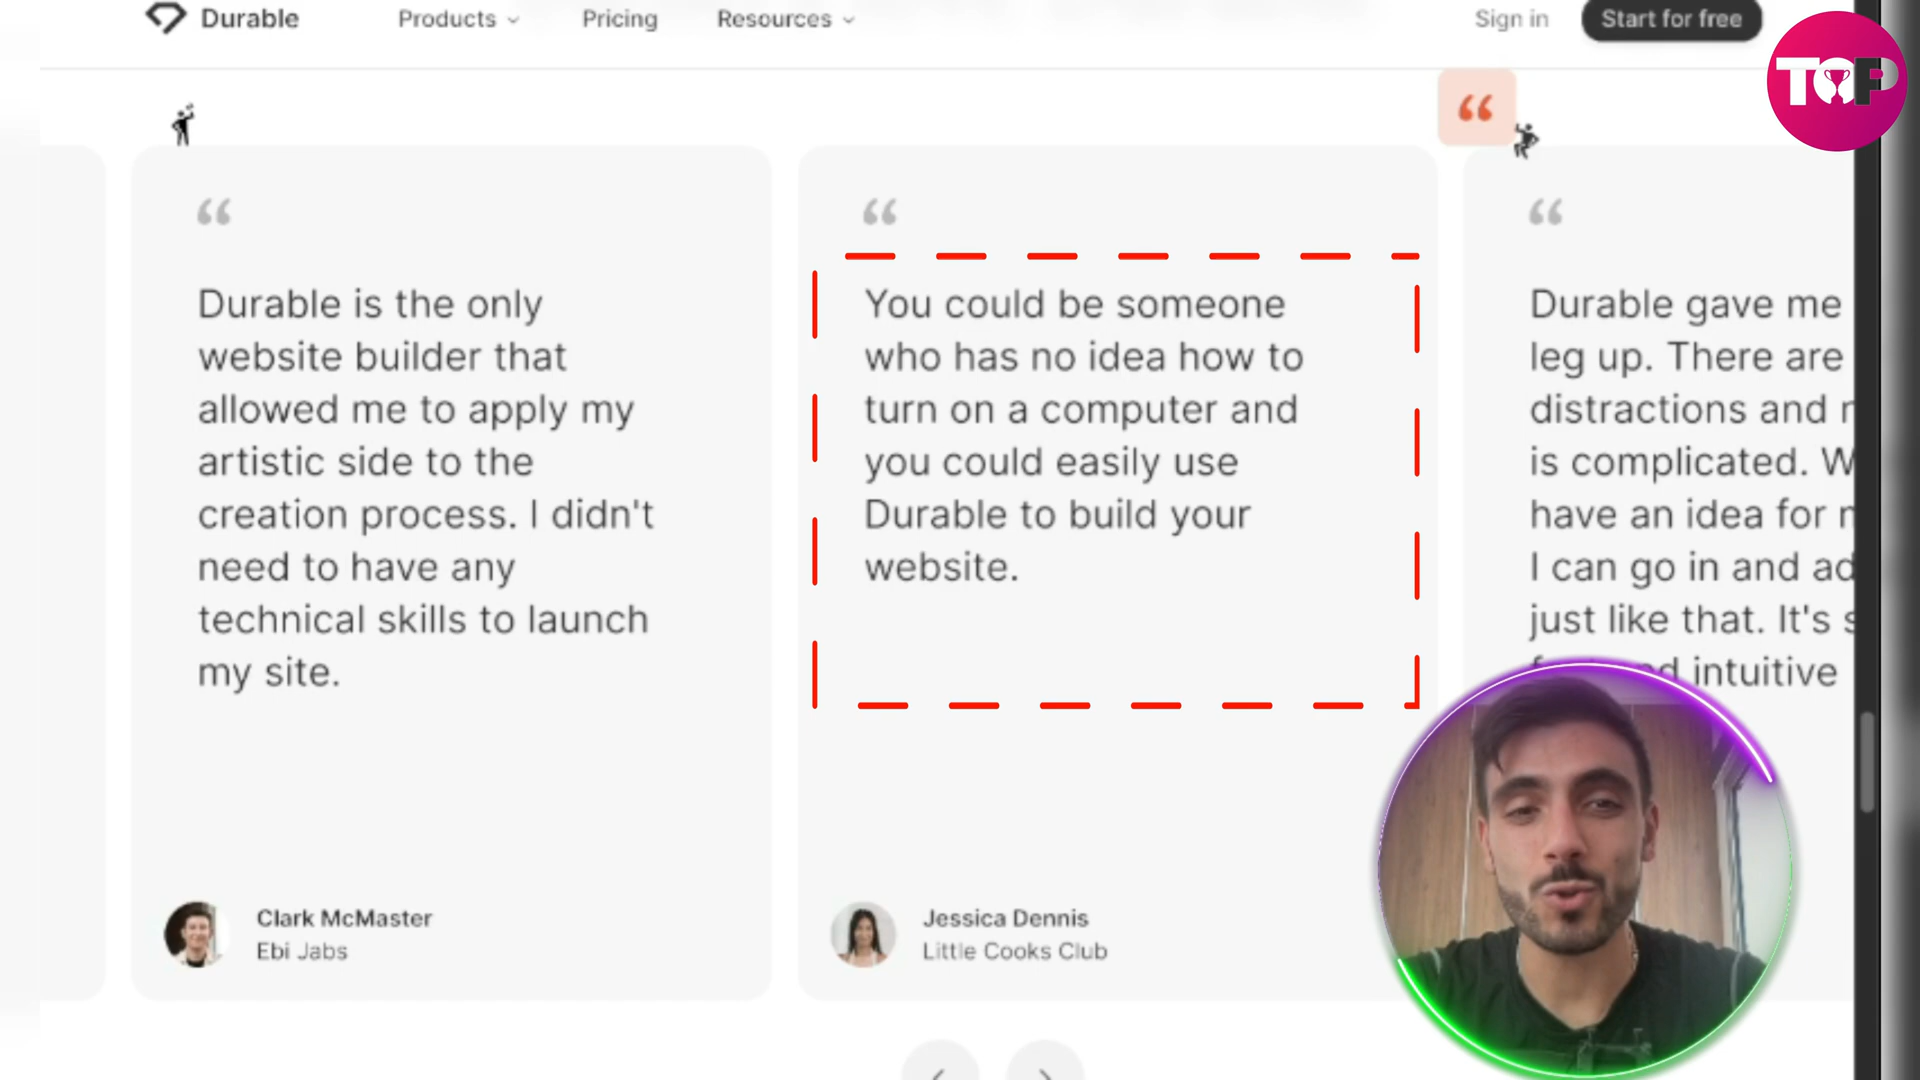 Durable
Products
Pricing
Resources
Sign in
Start for free
TOP
“
“
Durable is the only
website builder that
allowed me to apply my
artistic side to the
creation process. I didn't
need to have any
technical skills to launch
my site.
Clark McMaster
Ebi Jabs
“
You could be someone
who has no idea how to
turn on a computer and
you could easily use
Durable to build your
website.
Jessica Dennis
Little Cooks Club
“
Durable gave me
leg up. There are
distractions and
is complicated.
have an idea for
I can go in and
just like that. It's
intuitive